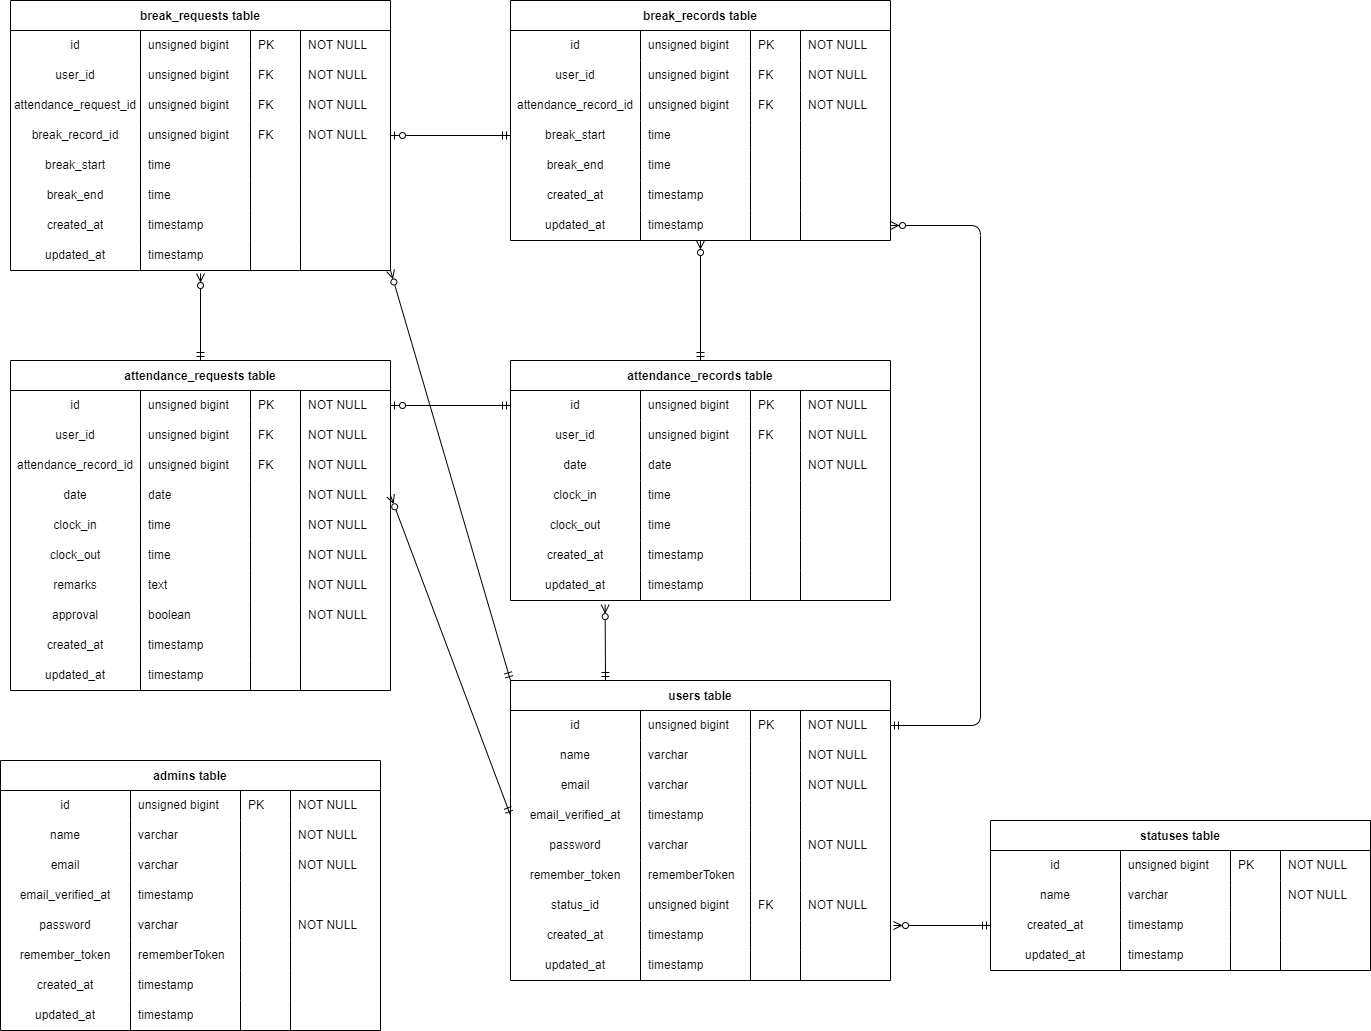 break_requests table
id unsigned bigint PK NOT NULL
user_id unsigned bigint FK NOT NULL
attendance_request_id unsigned bigint FK NOT NULL
break_record_id unsigned bigint FK NOT NULL
break_start time
break_end time
created_at timestamp
updated_at timestamp
break_records table
id unsigned bigint PK NOT NULL
user_id unsigned bigint FK NOT NULL
attendance_record_id unsigned bigint FK NOT NULL
break_start time
break_end time
created_at timestamp
updated_at timestamp
attendance_requests table
id unsigned bigint PK NOT NULL
user_id unsigned bigint FK NOT NULL
attendance_record_id unsigned bigint FK NOT NULL
date date NOT NULL
clock_in time NOT NULL
clock_out time NOT NULL
remarks text NOT NULL
approval boolean NOT NULL
created_at timestamp
updated_at timestamp
attendance_records table
id unsigned bigint PK NOT NULL
user_id unsigned bigint FK NOT NULL
date date NOT NULL
clock_in time
clock_out time
created_at timestamp
updated_at timestamp
users table
id unsigned bigint PK NOT NULL
name varchar NOT NULL
email varchar NOT NULL
email_verified_at timestamp
password varchar NOT NULL
remember_token rememberToken
status_id unsigned bigint FK NOT NULL
created_at timestamp
updated_at timestamp
admins table
id unsigned bigint PK NOT NULL
name varchar NOT NULL
email varchar NOT NULL
email_verified_at timestamp
password varchar NOT NULL
remember_token rememberToken
created_at timestamp
updated_at timestamp
statuses table
id unsigned bigint PK NOT NULL
name varchar NOT NULL
created_at timestamp
updated_at timestamp